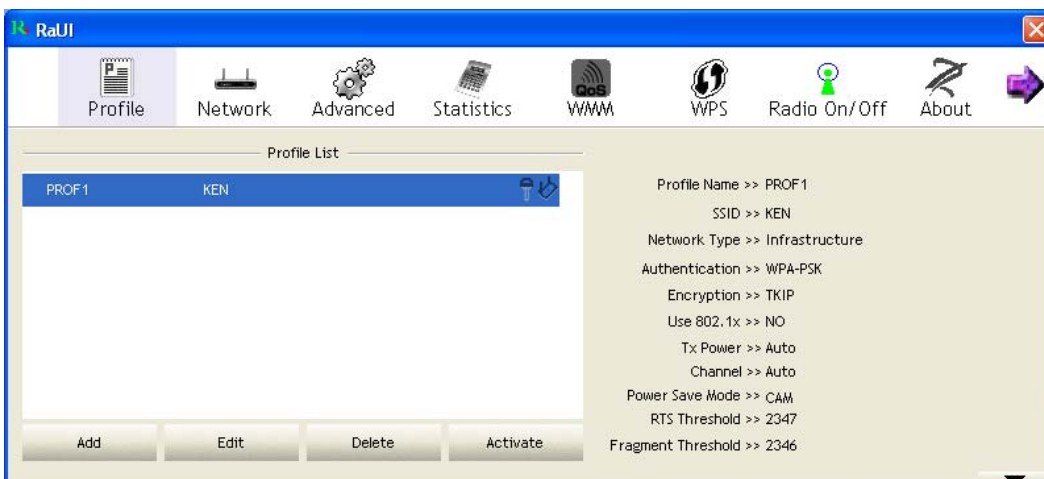 RaUI
Profile Network Advanced Statistics QoS WMM WPS Radio On/Off About
Profile List
PROF1 KEN
Add Edit Delete Activate
Profile Name >> PROF1
SSID >> KEN
Network Type >> Infrastructure
Authentication >> WPA-PSK
Encryption >> TKIP
Use 802.1x >> NO
Tx Power >> Auto
Channel >> Auto
Power Save Mode >> CAM
RTS Threshold >> 2347
Fragment Threshold >> 2346